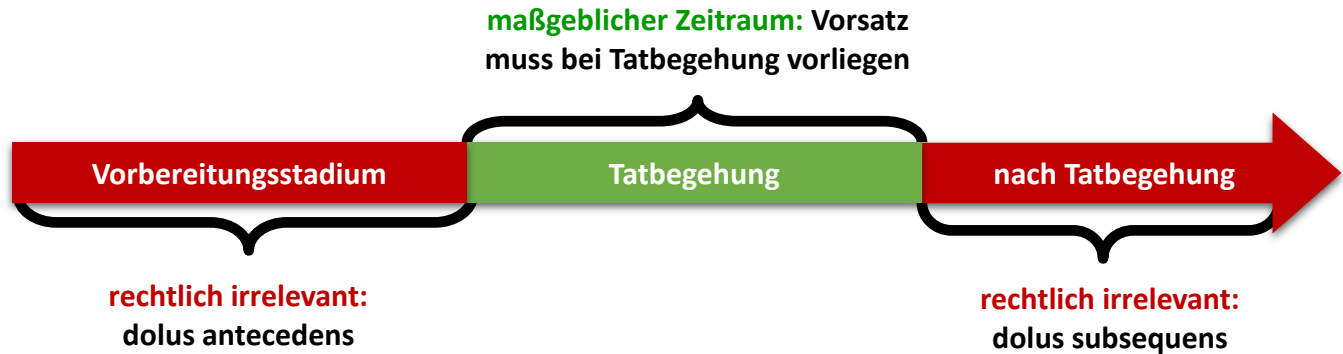 maßgeblicher Zeitraum: Vorsatz
muss bei Tatbegehung vorliegen
Vorbereitungsstadium
Tatbegehung
nach Tatbegehung
rechtlich irrelevant:
dolus antecedens
rechtlich irrelevant:
dolus subsequens